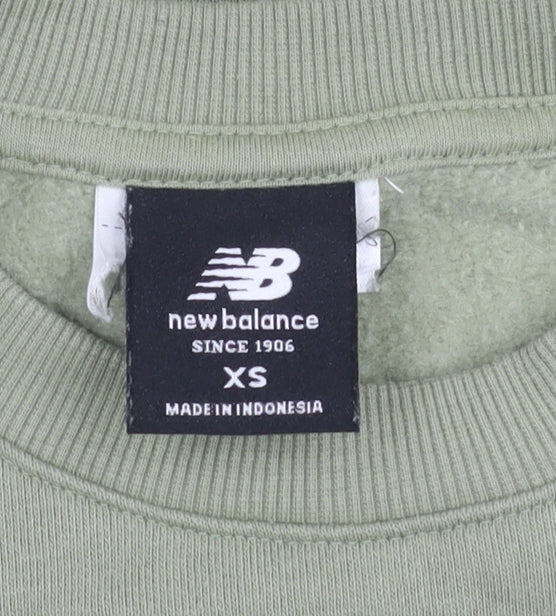 NB
new balance
SINCE 1906
XS
MADE IN INDONESIA